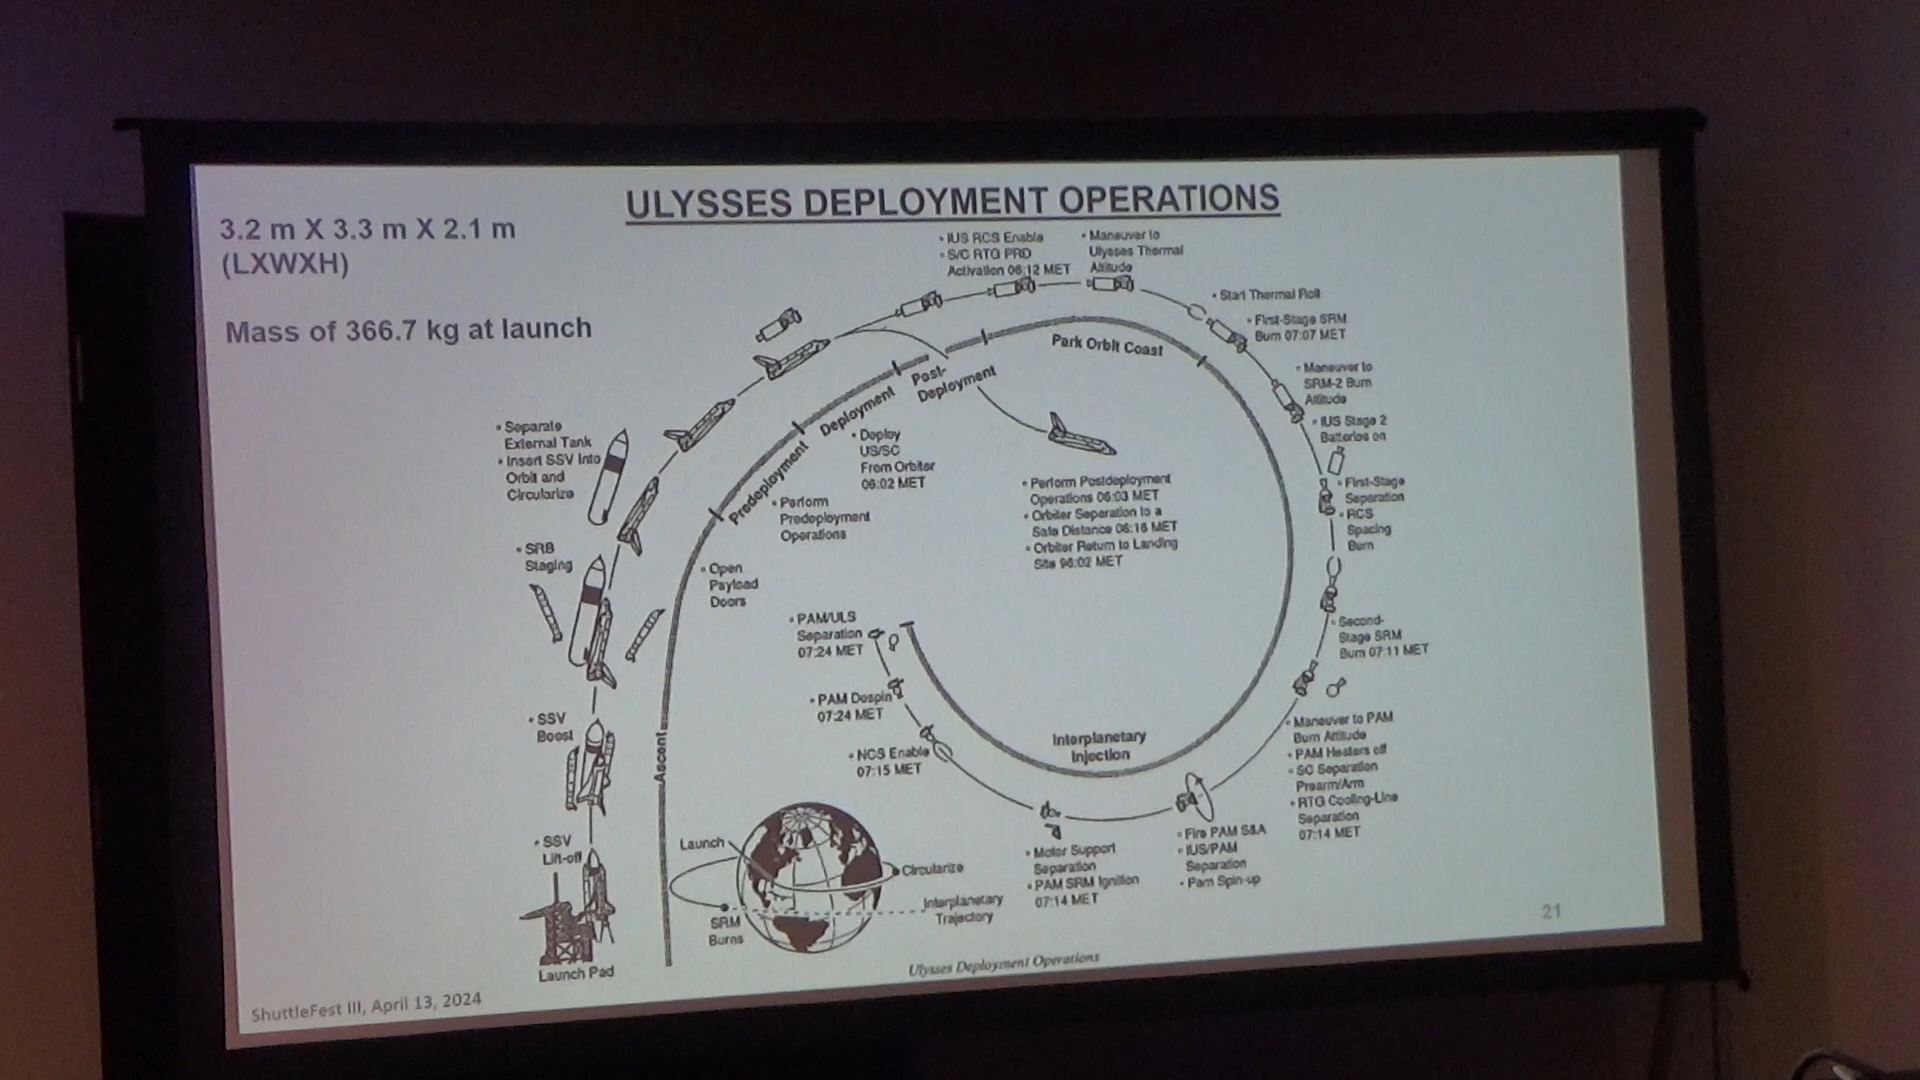 ULYSSES DEPLOYMENT OPERATIONS
3.2 m X 3.3 m X 2.1 m
(LXWXH)
Mass of 366.7 kg at launch
• IUS RCS Enable
• S/C RTG PRD
Activation 06:12 MET
• Maneuver to
Ulysses Thermal
Attitude
• Start Thermal Roll
• First-Stage SRM
Burn 07:07 MET
• Maneuver to
SRM-2 Burn
Attitude
• IUS Stage 2
Batteries on
• First-Stage
Separation
• RCS
Spacing
Burn
• Second-
Stage SRM
Burn 07:11 MET
• Maneuver to PAM
Burn Attitude
• PAM Heaters off
• SC Separation
Prearm/Arm
• RTG Cooling-Line
Separation
07:14 MET
• Fire PAM S&A
• IUS/PAM
Separation
• Pam Spin-up
• Motor Support
Separation
• PAM SRM Ignition
07:14 MET
• NCS Enable
07:15 MET
• PAM Despin
07:24 MET
• PAM/ULS
Separation
07:24 MET
Park Orbit Coast
Post-
Deployment
Deployment
Predeployment
Ascent
Interplanetary
Injection
• Separate
External Tank
• Insert SSV Into
Orbit and
Circularize
• SRB
Staging
• SSV
Boost
• SSV
Lift-off
Launch Pad
• Open
Payload
Doors
• Perform
Predeployment
Operations
• Deploy
US/SC
From Orbiter
06:02 MET
• Perform Postdeployment
Operations 06:03 MET
• Orbiter Separation to a
Safe Distance 06:16 MET
• Orbiter Return to Landing
Site 96:02 MET
Launch
Circularize
SRM
Burns
Interplanetary
Trajectory
Ulysses Deployment Operations
21
ShuttleFest III, April 13, 2024